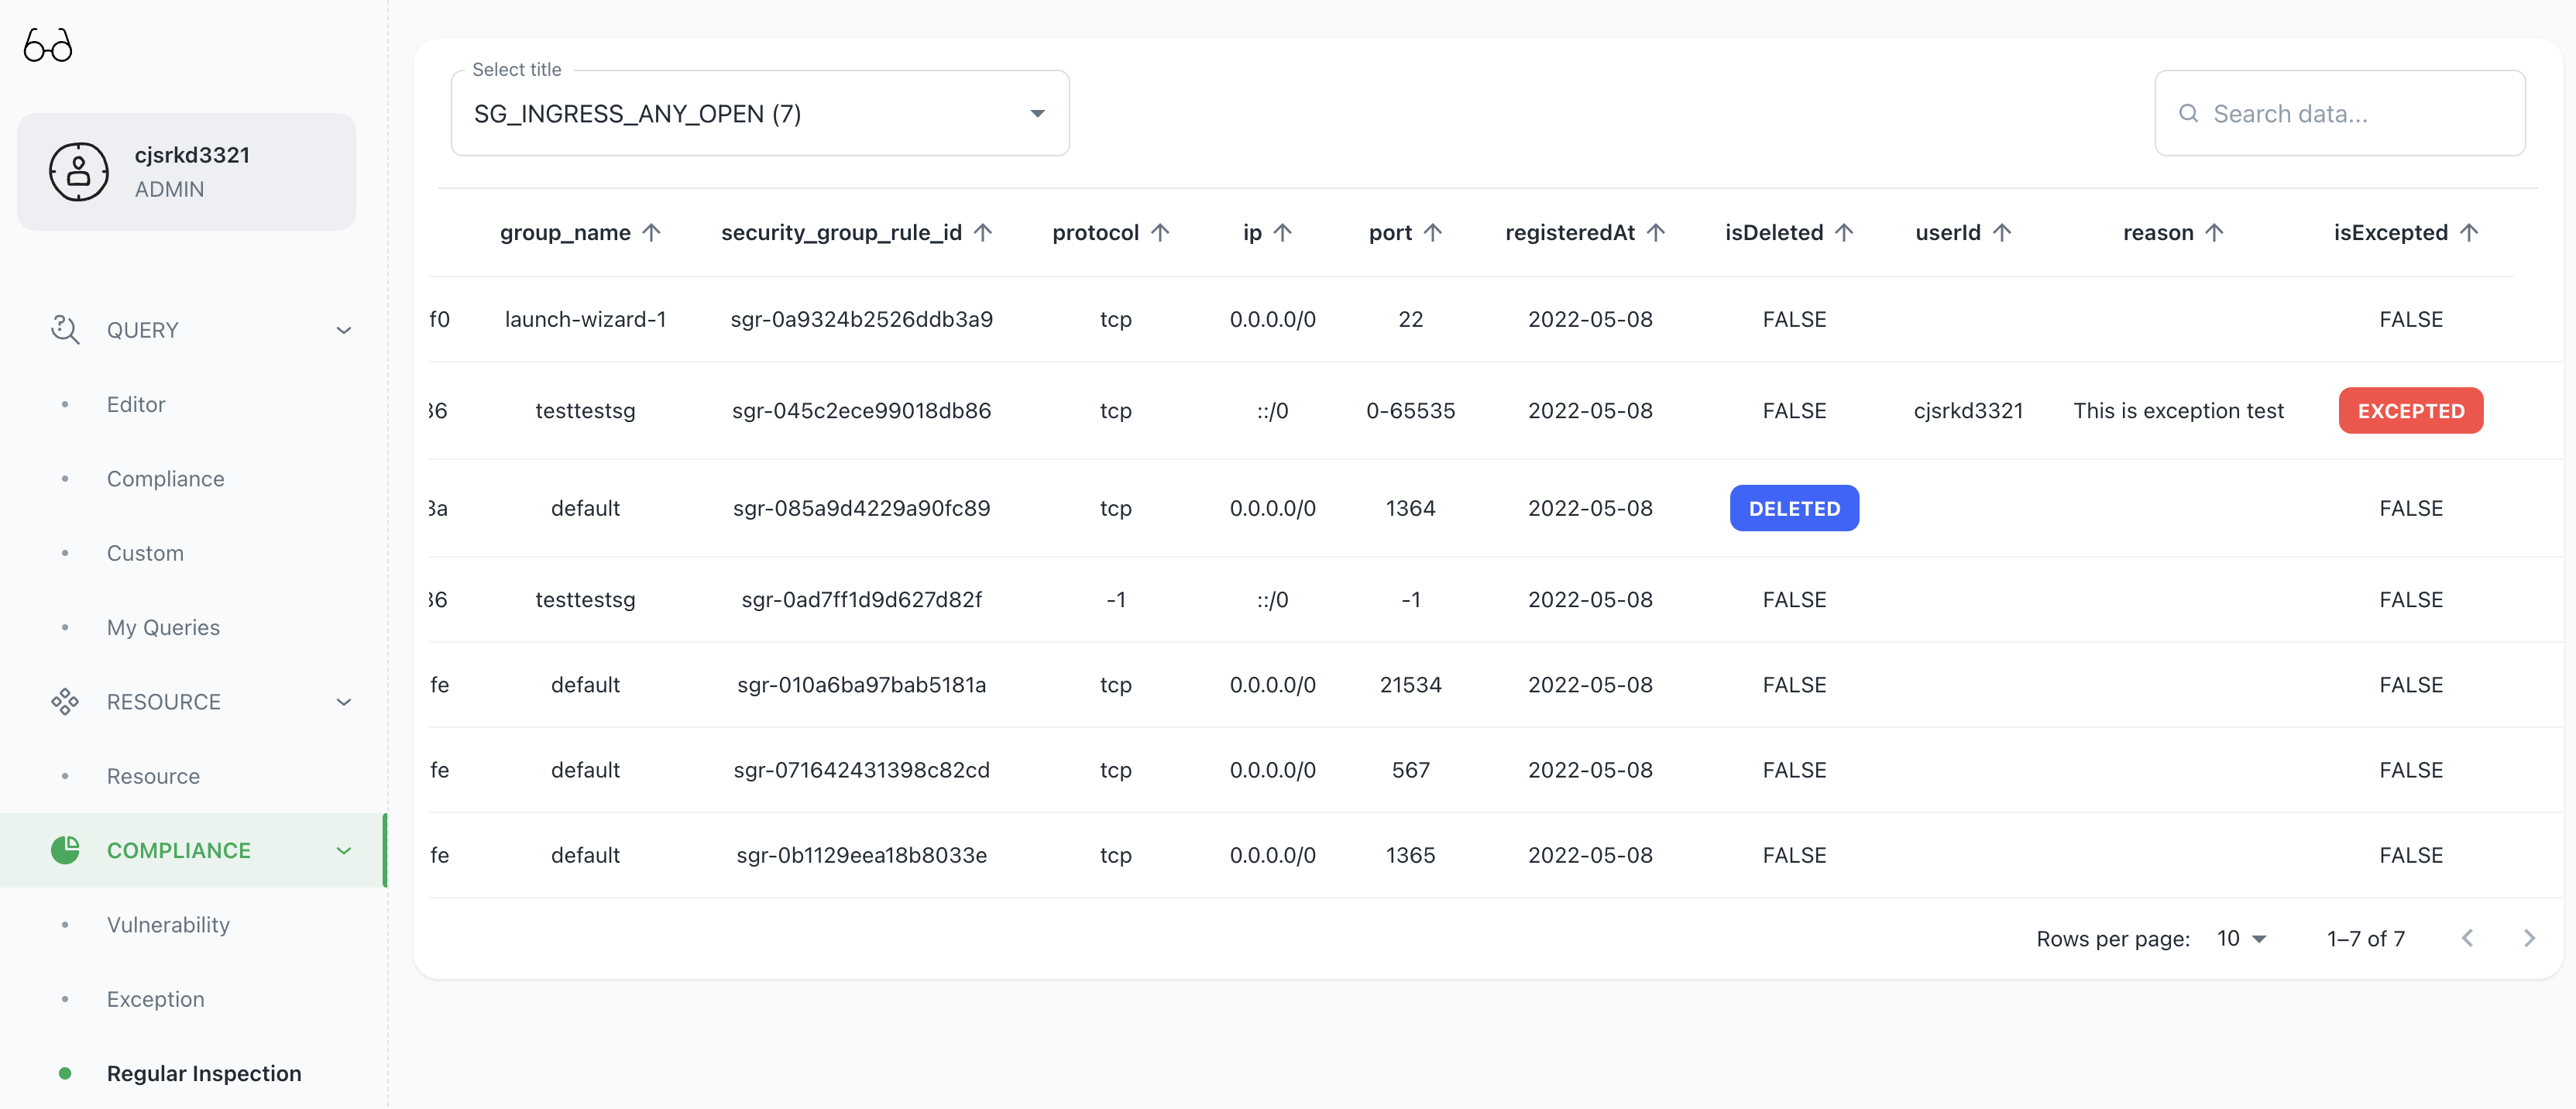 cjsrkd3321
ADMIN
QUERY
Editor
Compliance
Custom
My Queries
RESOURCE
Resource
COMPLIANCE
Vulnerability
Exception
Regular Inspection
Select title
SG_INGRESS_ANY_OPEN (7)
Search data...
group_name security_group_rule_id protocol ip port registeredAt isDeleted userId reason isExcepted
f0 launch-wizard-1 sgr-0a9324b2526ddb3a9 tcp 0.0.0.0/0 22 2022-05-08 FALSE FALSE
36 testtestsg sgr-045c2ece99018db86 tcp ::/0 0-65535 2022-05-08 FALSE cjsrkd3321 This is exception test EXCEPTED
3a default sgr-085a9d4229a90fc89 tcp 0.0.0.0/0 1364 2022-05-08 DELETED FALSE
36 testtestsg sgr-0ad7ff1d9d627d82f -1 ::/0 -1 2022-05-08 FALSE FALSE
fe default sgr-010a6ba97bab5181a tcp 0.0.0.0/0 21534 2022-05-08 FALSE FALSE
fe default sgr-071642431398c82cd tcp 0.0.0.0/0 567 2022-05-08 FALSE FALSE
fe default sgr-0b1129eea18b8033e tcp 0.0.0.0/0 1365 2022-05-08 FALSE FALSE
Rows per page: 10 1–7 of 7